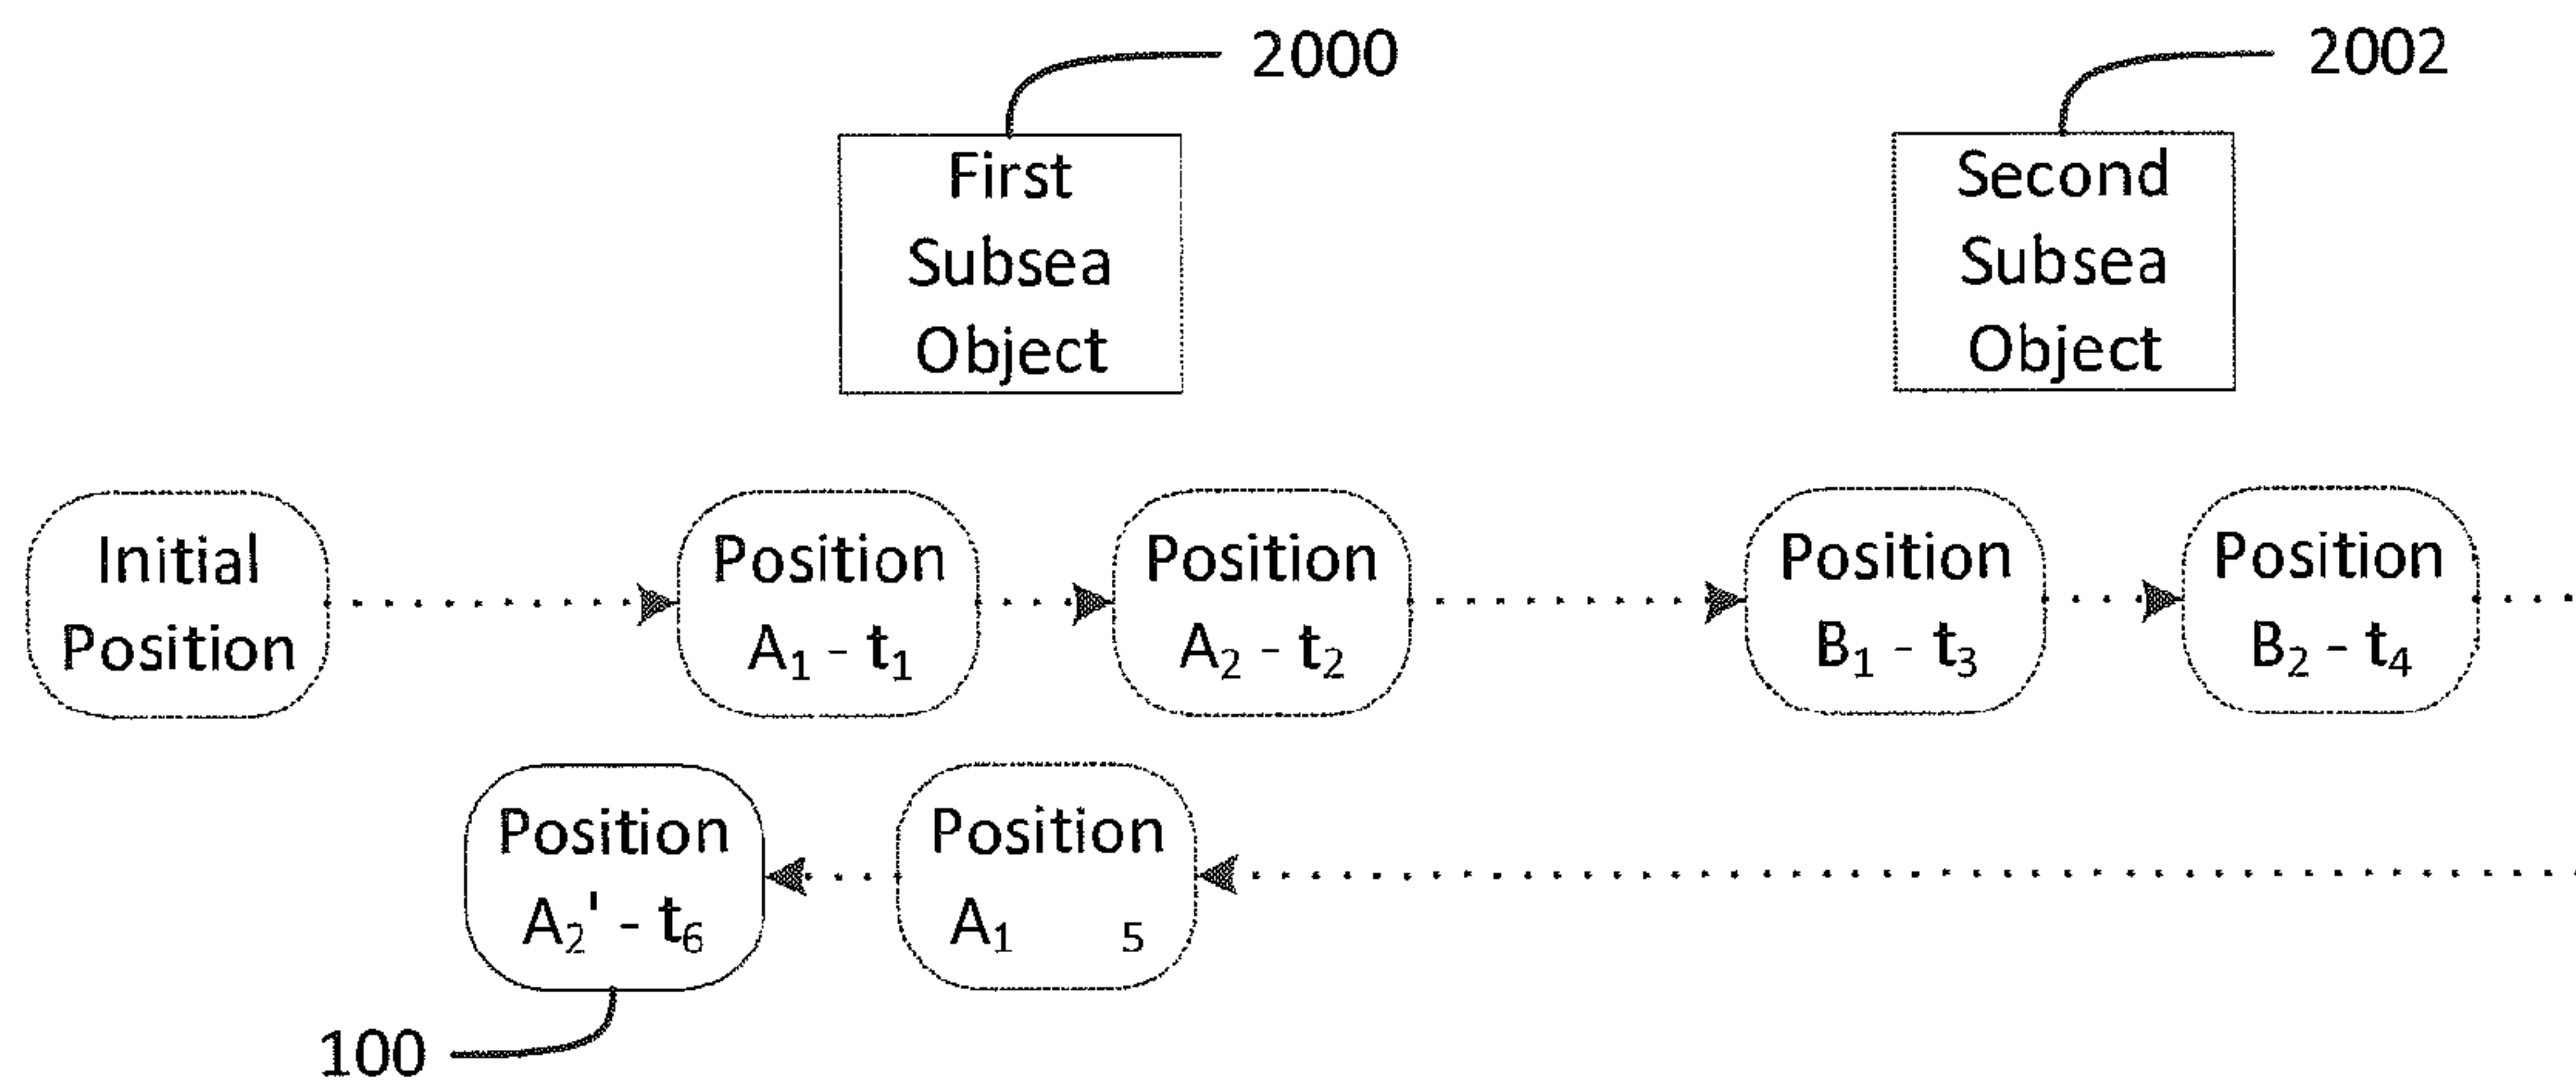 2000
2002
First
Subsea
Object
Second
Subsea
Object
Initial
Position
Position
A₁ - t₁
Position
A₂ - t₂
Position
B₁ - t₃
Position
B₂ - t₄
Position
A₂' - t₆
Position
A₁ ₅
100